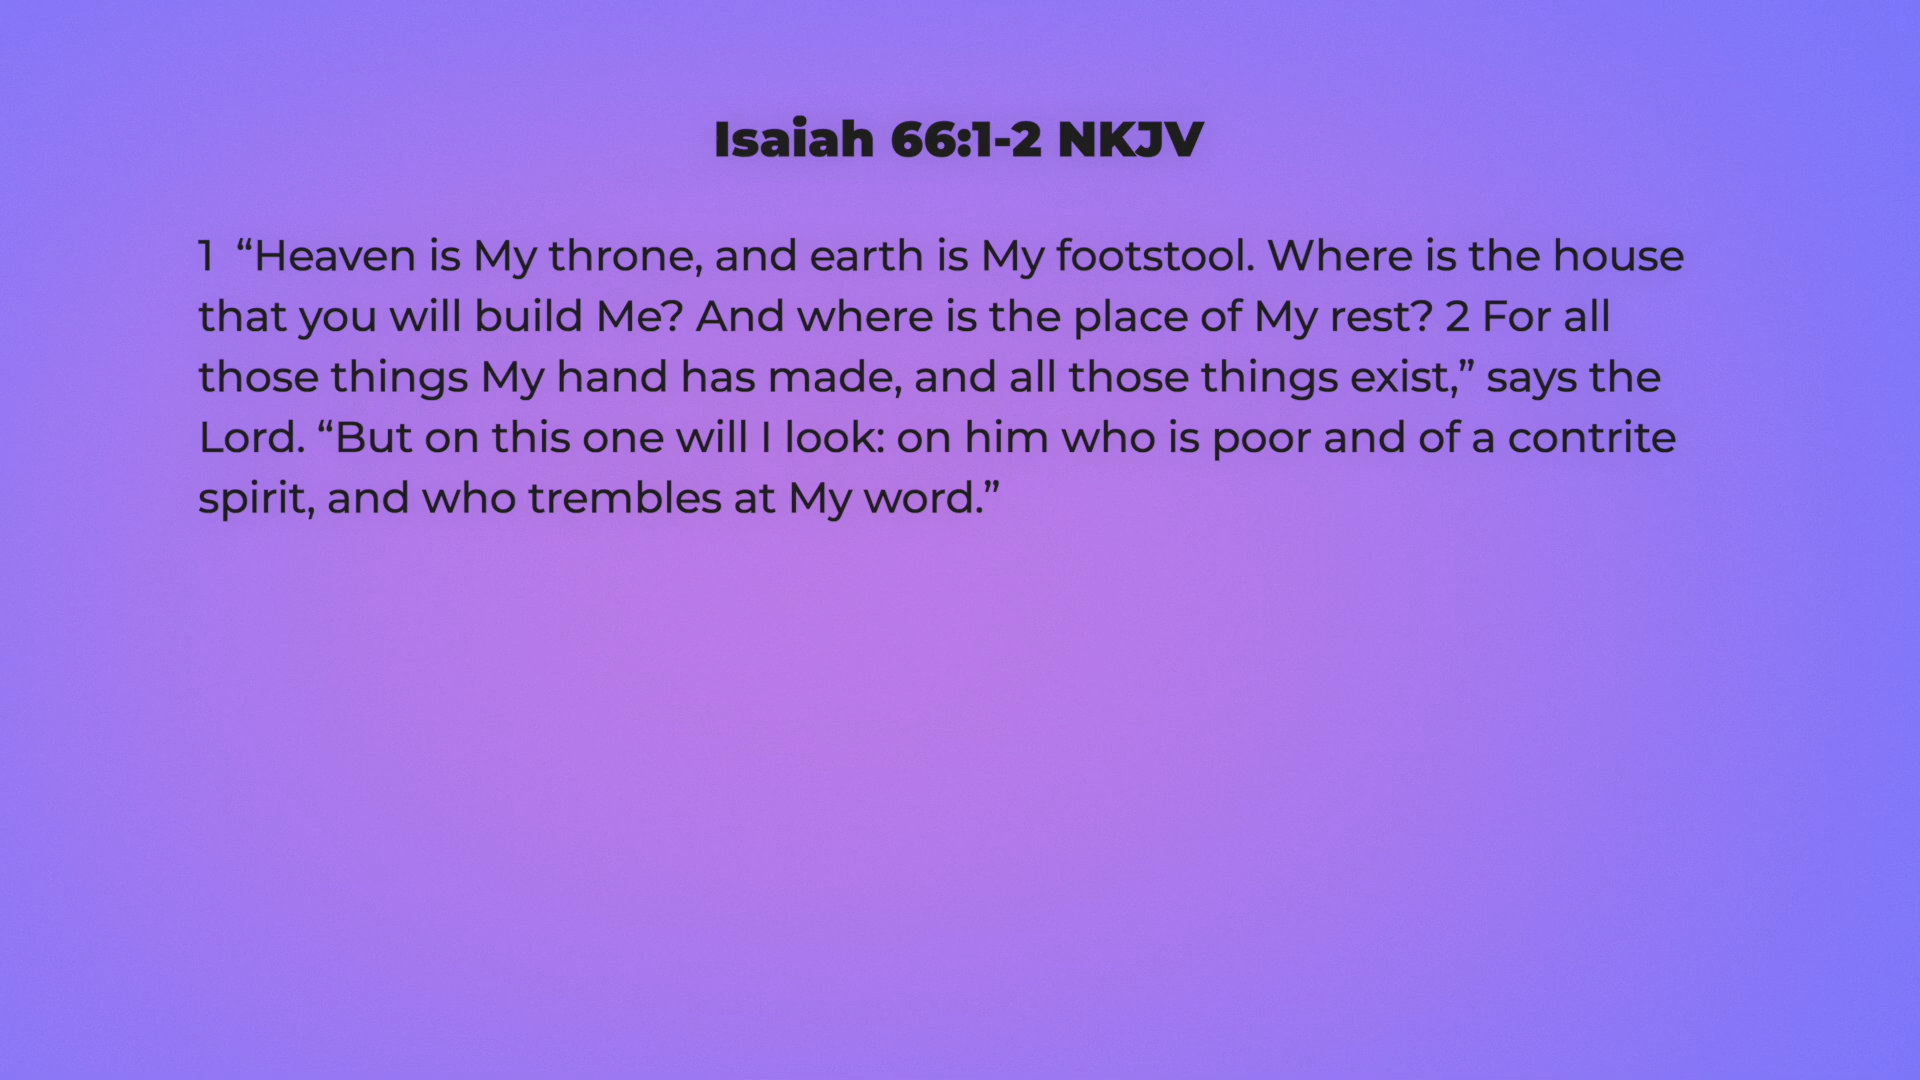 Isaiah 66:1-2 NKJV
1  “Heaven is My throne, and earth is My footstool. Where is the house
that you will build Me? And where is the place of My rest? 2 For all
those things My hand has made, and all those things exist,” says the
Lord. “But on this one will I look: on him who is poor and of a contrite
spirit, and who trembles at My word.”